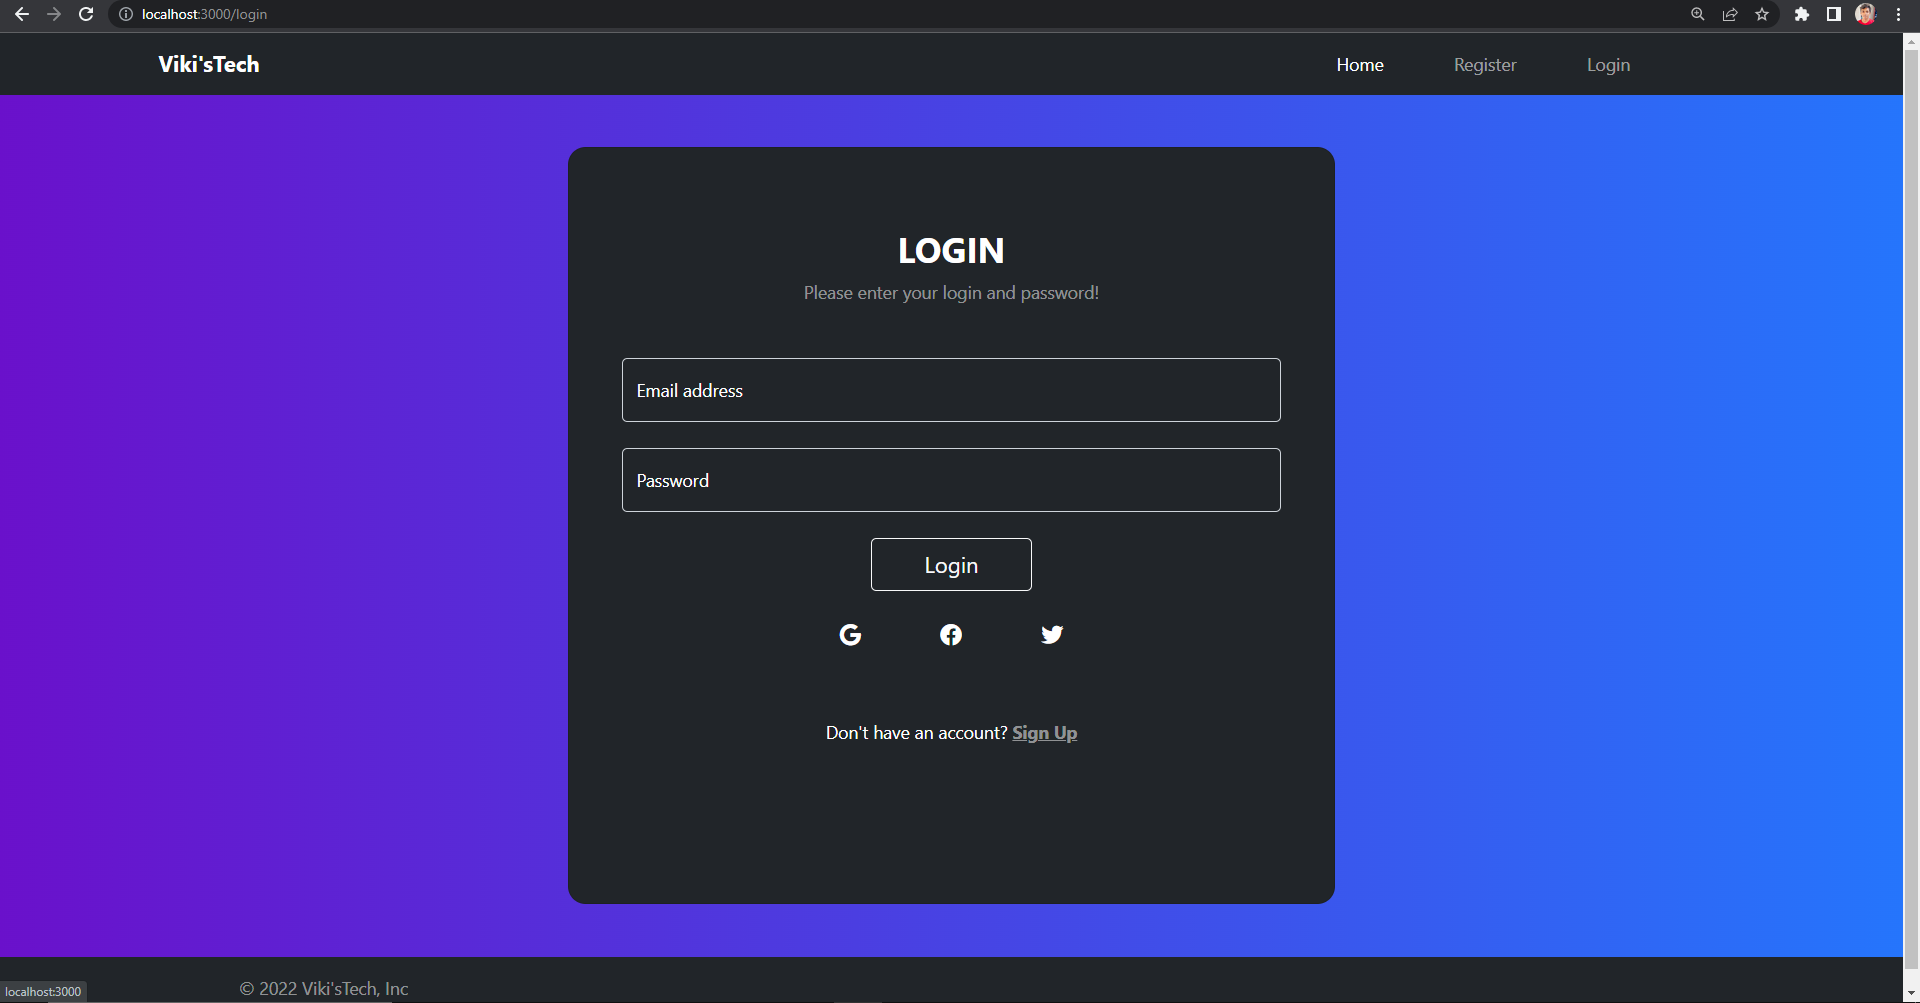 localhost:3000/login
Viki'sTech
Home Register Login
LOGIN
Please enter your login and password!
Email address
Password
Login
Don't have an account? Sign Up
© 2022 Viki'sTech, Inc
localhost:3000